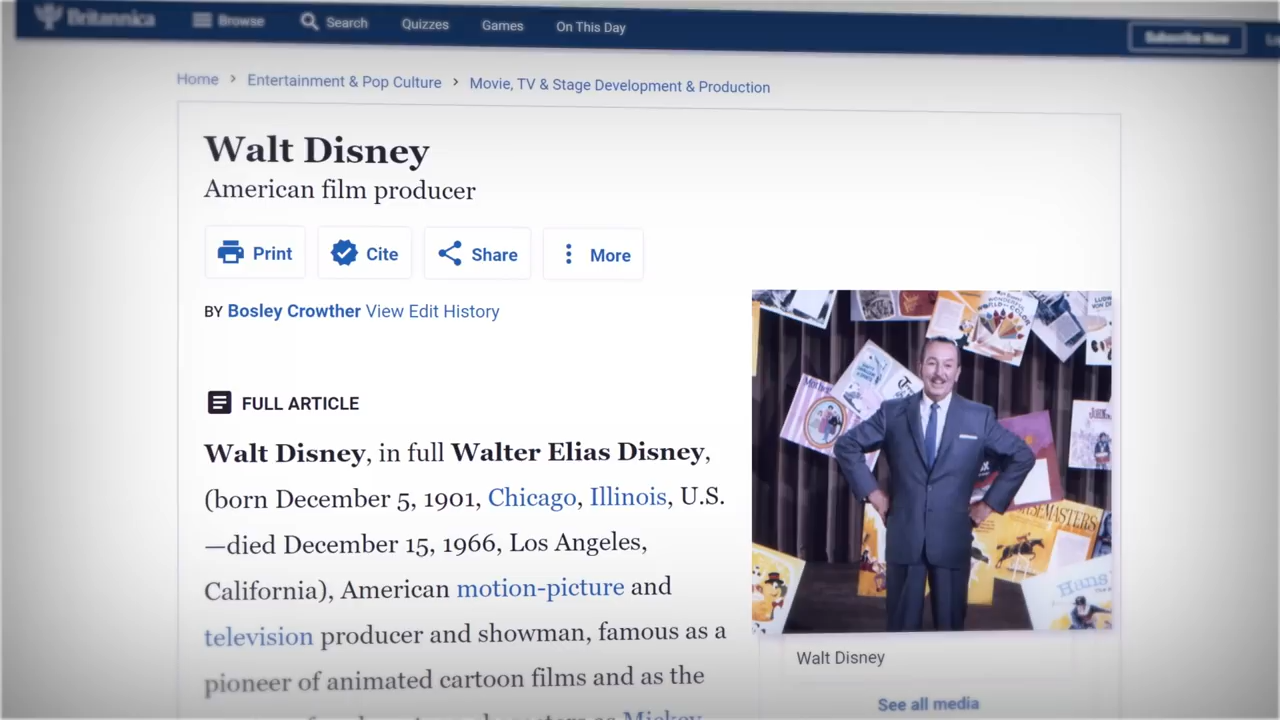 Britannica
Browse
Search
Quizzes
Games
On This Day
Subscribe Now
Home > Entertainment & Pop Culture > Movie, TV & Stage Development & Production
Walt Disney
American film producer
Print
Cite
Share
More
BY Bosley Crowther View Edit History
FULL ARTICLE
Walt Disney, in full Walter Elias Disney,
(born December 5, 1901, Chicago, Illinois, U.S.
—died December 15, 1966, Los Angeles,
California), American motion-picture and
television producer and showman, famous as a
pioneer of animated cartoon films and as the
Mickey
Hans
Walt Disney
See all media